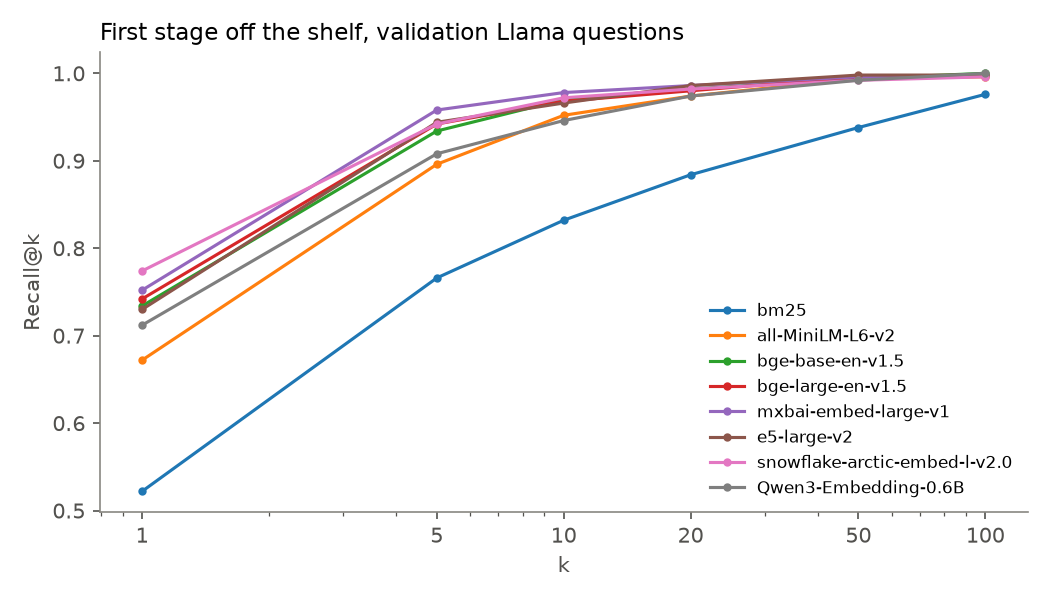 First stage off the shelf, validation Llama questions
1.0
0.9
0.8
0.7
0.6
0.5
Recall@k
1
5
10
20
50
100
k
bm25
all-MiniLM-L6-v2
bge-base-en-v1.5
bge-large-en-v1.5
mxbai-embed-large-v1
e5-large-v2
snowflake-arctic-embed-l-v2.0
Qwen3-Embedding-0.6B